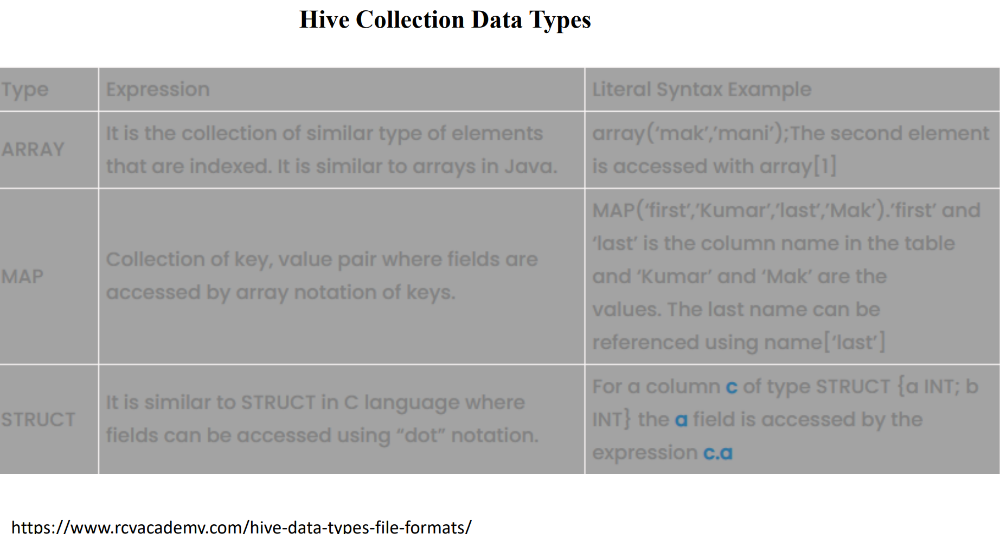 Hive Collection Data Types
Type
Expression
Literal Syntax Example
ARRAY
It is the collection of similar type of elements
that are indexed. It is similar to arrays in Java.
array(‘mak’,’mani’);The second element
is accessed with array[1]
MAP
Collection of key, value pair where fields are
accessed by array notation of keys.
MAP(‘first’,’Kumar’,’last’,’Mak’).’first’ and
‘last’ is the column name in the table
and ‘Kumar’ and ‘Mak’ are the
values. The last name can be
referenced using name[‘last’]
STRUCT
It is similar to STRUCT in C language where
fields can be accessed using “dot” notation.
For a column c of type STRUCT {a INT; b
INT} the a field is accessed by the
expression c.a
https://www.rcvacademy.com/hive-data-types-file-formats/